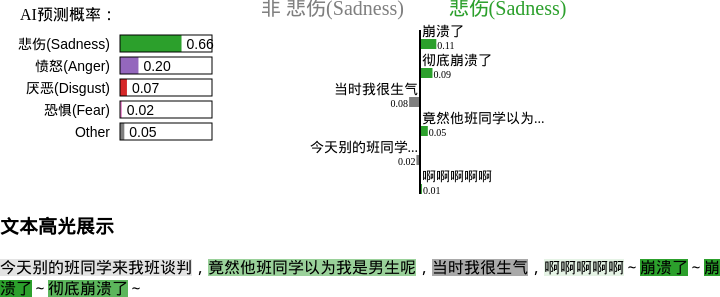 AI预测概率：
悲伤(Sadness) 0.66
愤怒(Anger) 0.20
厌恶(Disgust) 0.07
恐惧(Fear) 0.02
Other 0.05
非 悲伤(Sadness) 悲伤(Sadness)
崩溃了
0.11
彻底崩溃了
0.09
当时我很生气
0.08
竟然他班同学以为...
0.05
今天别的班同学...
0.02
啊啊啊啊啊
0.01
文本高光展示
今天别的班同学来我班谈判，竟然他班同学以为我是男生呢，当时我很生气，啊啊啊啊啊～崩溃了～崩
溃了～彻底崩溃了～